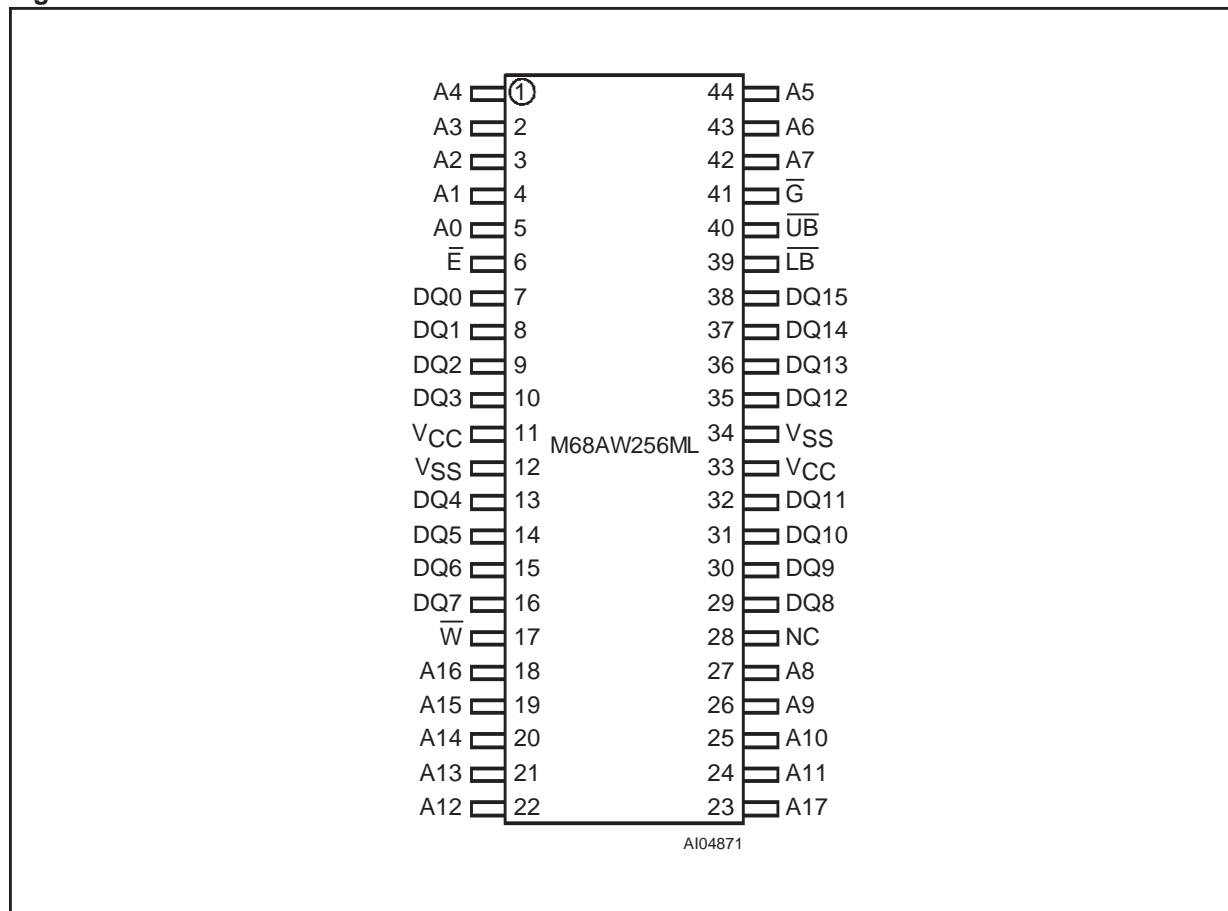 A4 1 44 A5
A3 2 43 A6
A2 3 42 A7
A1 4 41 G̅
A0 5 40 U̅B̅
E̅ 6 39 L̅B̅
DQ0 7 38 DQ15
DQ1 8 37 DQ14
DQ2 9 36 DQ13
DQ3 10 35 DQ12
VCC 11 M68AW256ML 34 VSS
VSS 12 33 VCC
DQ4 13 32 DQ11
DQ5 14 31 DQ10
DQ6 15 30 DQ9
DQ7 16 29 DQ8
W̅ 17 28 NC
A16 18 27 A8
A15 19 26 A9
A14 20 25 A10
A13 21 24 A11
A12 22 23 A17
AI04871